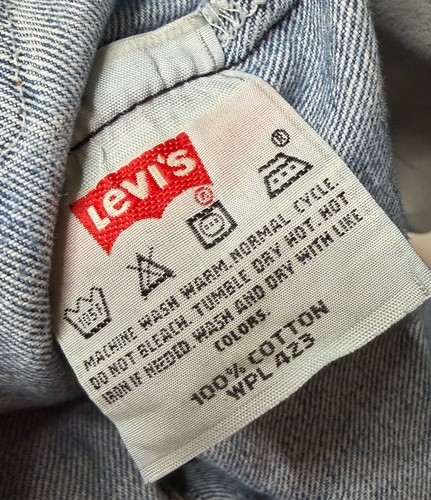 Levi's
®
®
MACHINE WASH WARM.NORMAL CYCLE
DO NOT BLEACH. TUMBLE DRY HOT. HOT
IRON IF NEEDED. WASH AND DRY WITH LIKE
COLORS.
100% COTTON
WPL 423